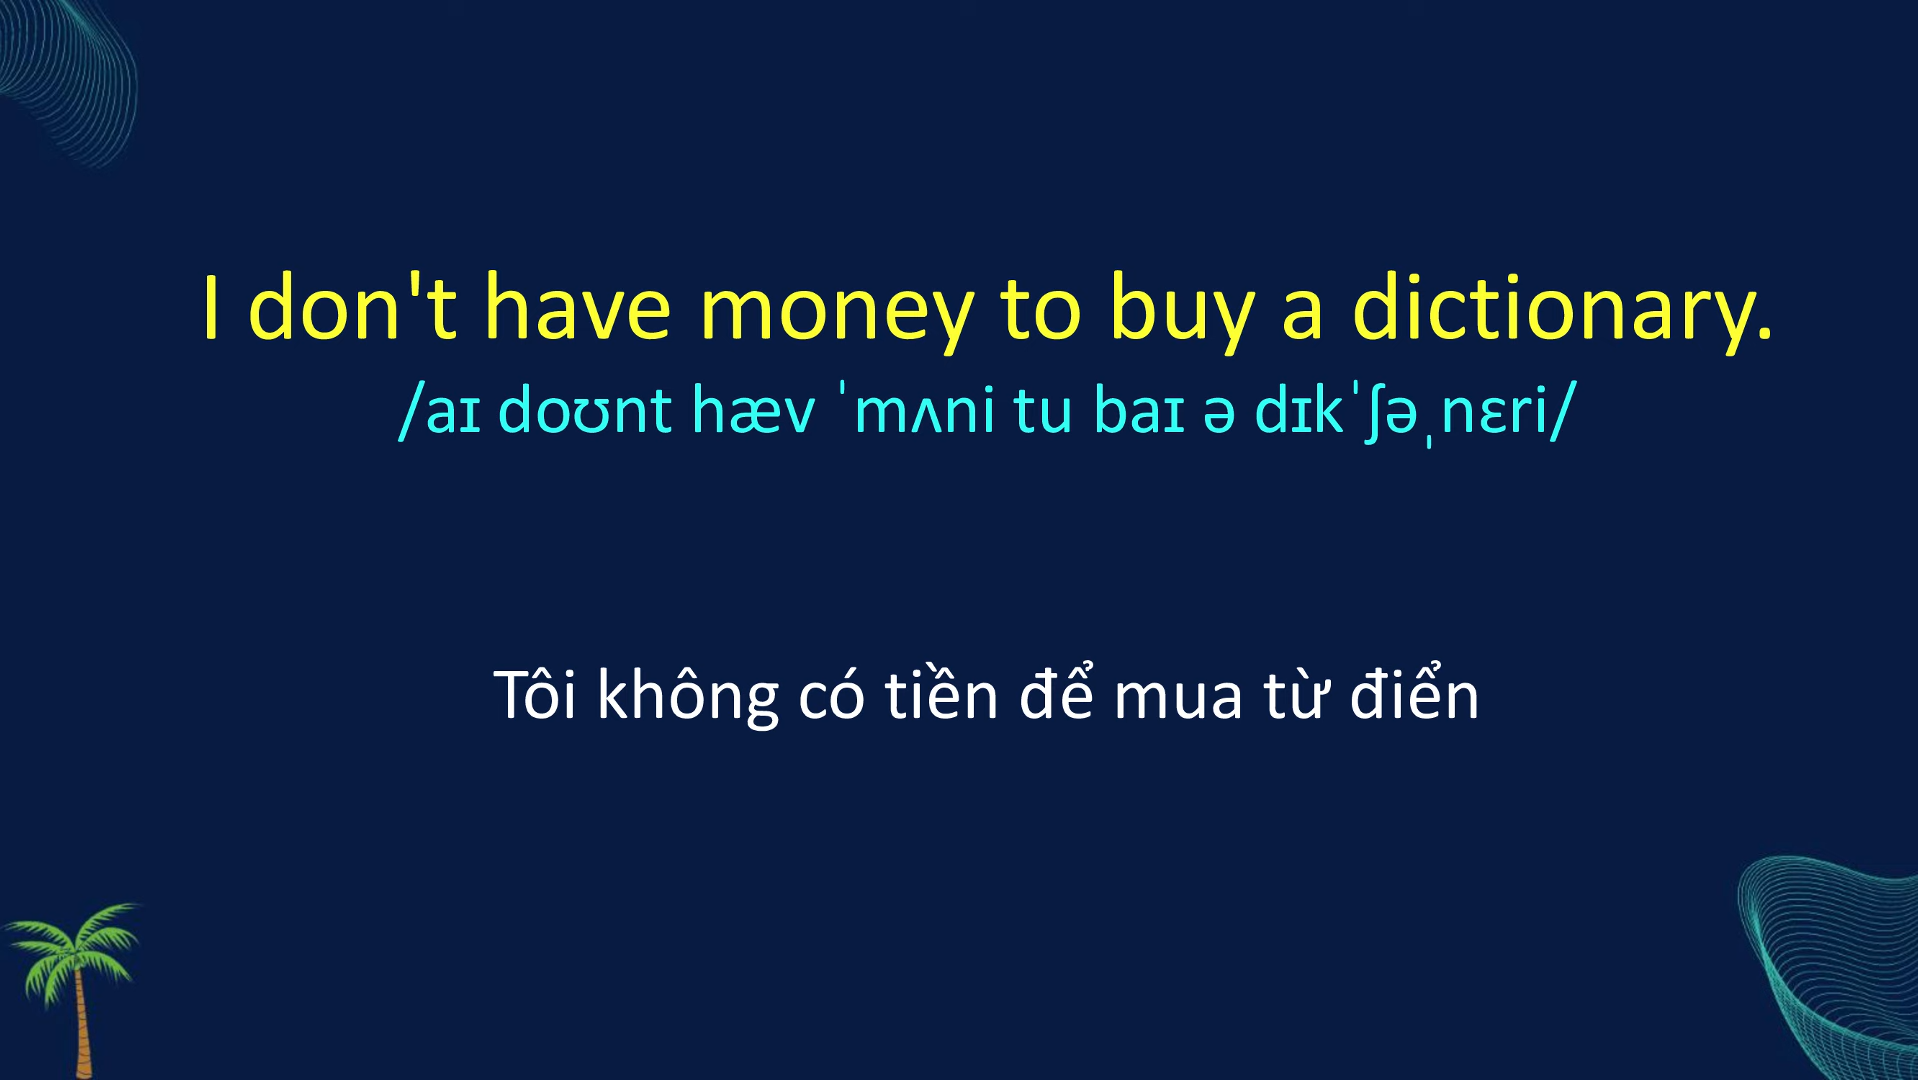 I don't have money to buy a dictionary.
/aɪ doʊnt hæv ˈmʌni tu baɪ ə dɪkˈʃəˌnɛri/
Tôi không có tiền để mua từ điển